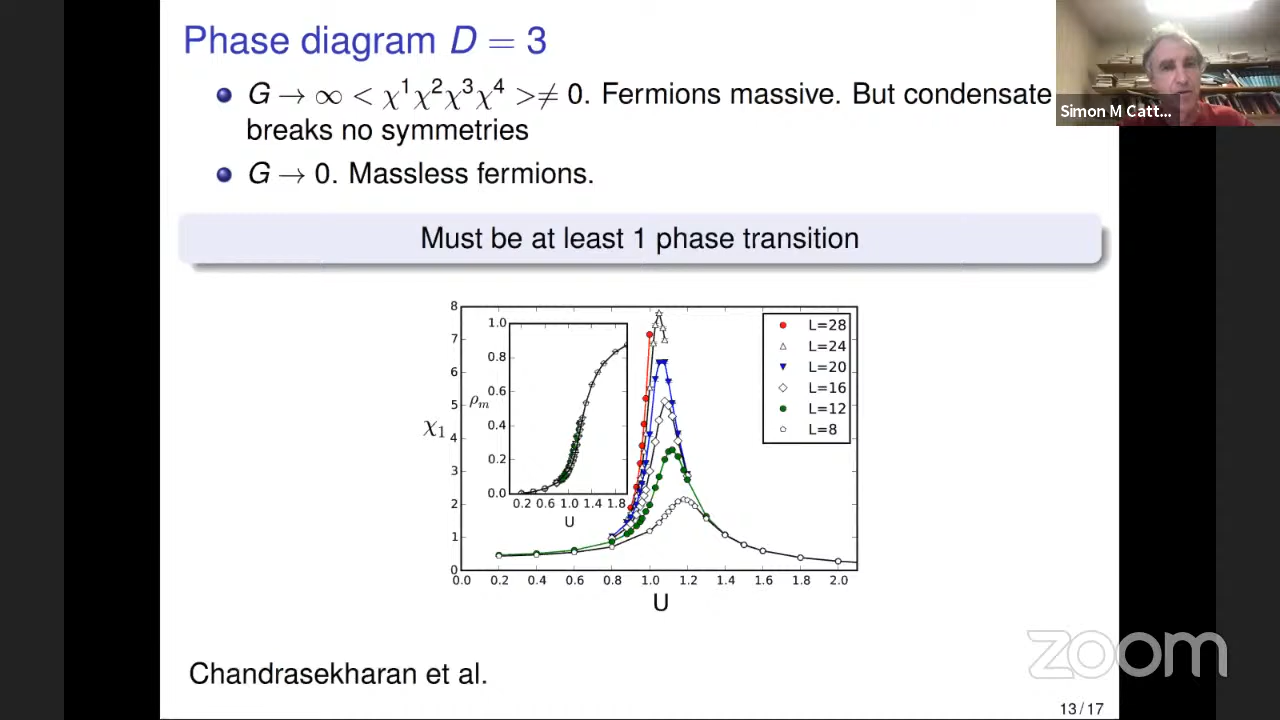 Phase diagram D = 3
G → ∞ < χ¹χ²χ³χ⁴ >≠ 0. Fermions massive. But condensate
breaks no symmetries
G → 0. Massless fermions.
Simon M Catt...
Must be at least 1 phase transition
8
7
6
5
4
3
2
1
0
χ₁
0.0 0.2 0.4 0.6 0.8 1.0 1.2 1.4 1.6 1.8 2.0
U
1.0
0.8
0.6
0.4
0.2
0.0
ρₘ
0.2 0.6 1.0 1.4 1.8
U
L=28
L=24
L=20
L=16
L=12
L=8
Chandrasekharan et al.
zoom
13 / 17